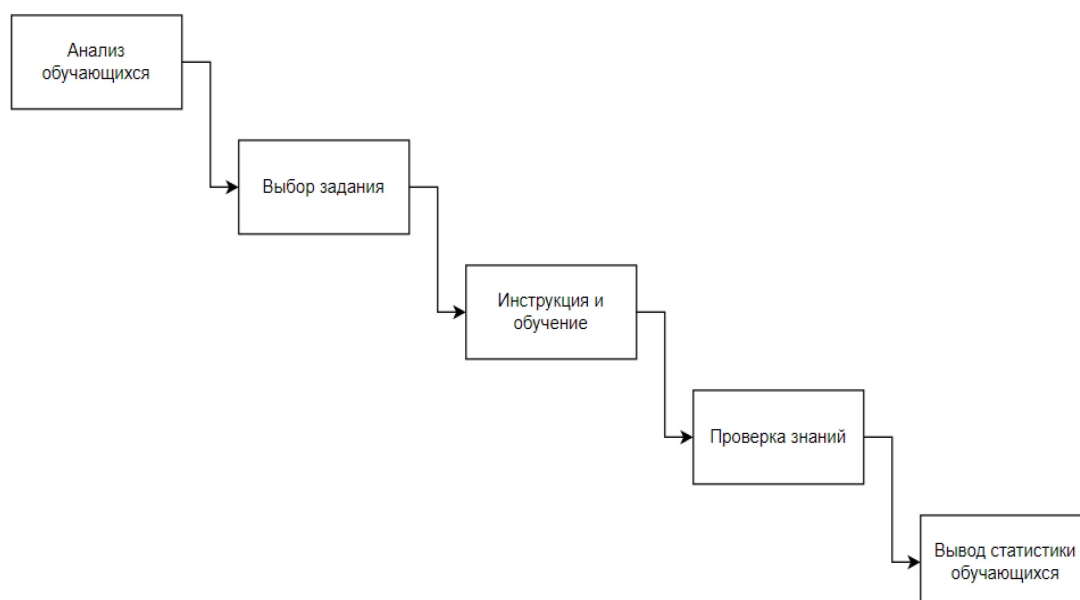 Анализ
обучающихся
Выбор задания
Инструкция и
обучение
Проверка знаний
Вывод статистики
обучающихся